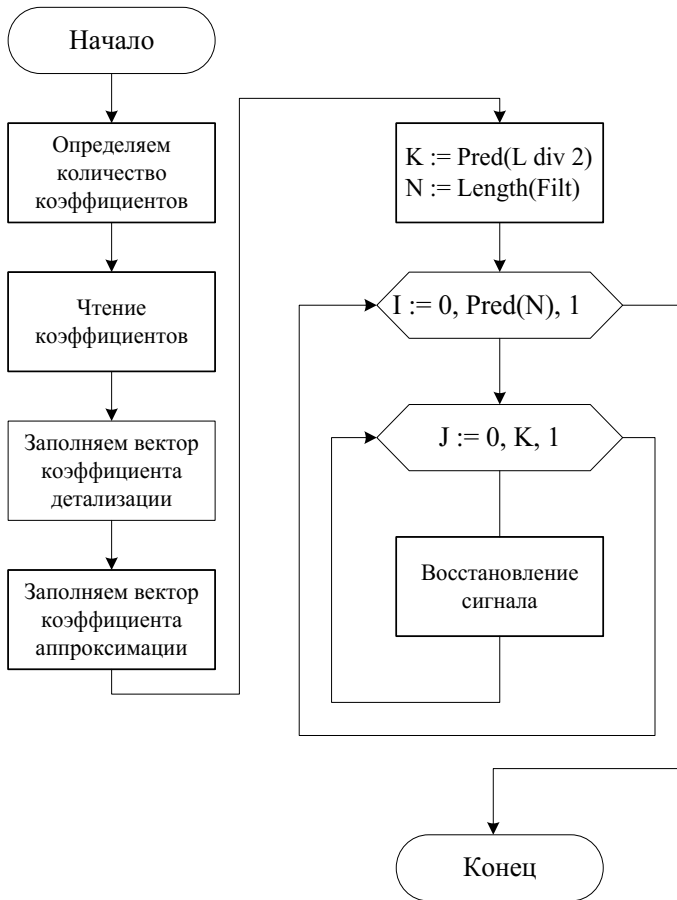 Начало
Определяем
количество
коэффициентов
Чтение
коэффициентов
Заполняем вектор
коэффициента
детализации
Заполняем вектор
коэффициента
аппроксимации
K := Pred(L div 2)
N := Length(Filt)
I := 0, Pred(N), 1
J := 0, K, 1
Восстановление
сигнала
Конец